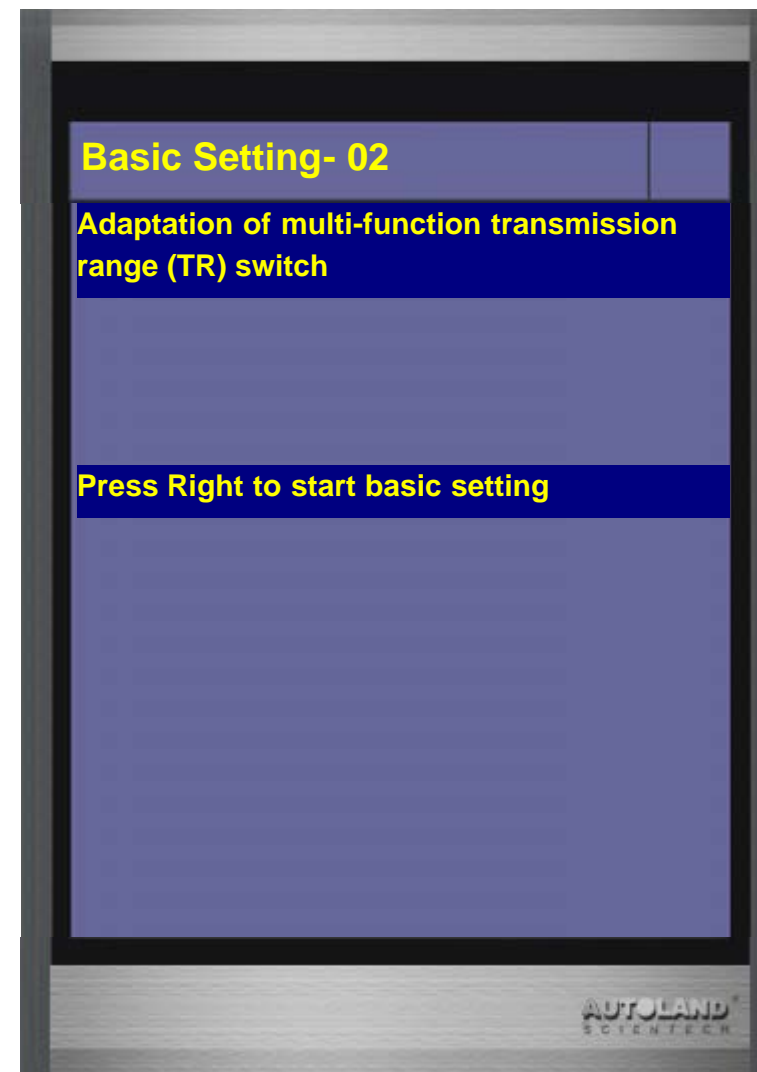 Basic Setting- 02
Adaptation of multi-function transmission
range (TR) switch
Press Right to start basic setting
AUTOLAND
SCIENTECH